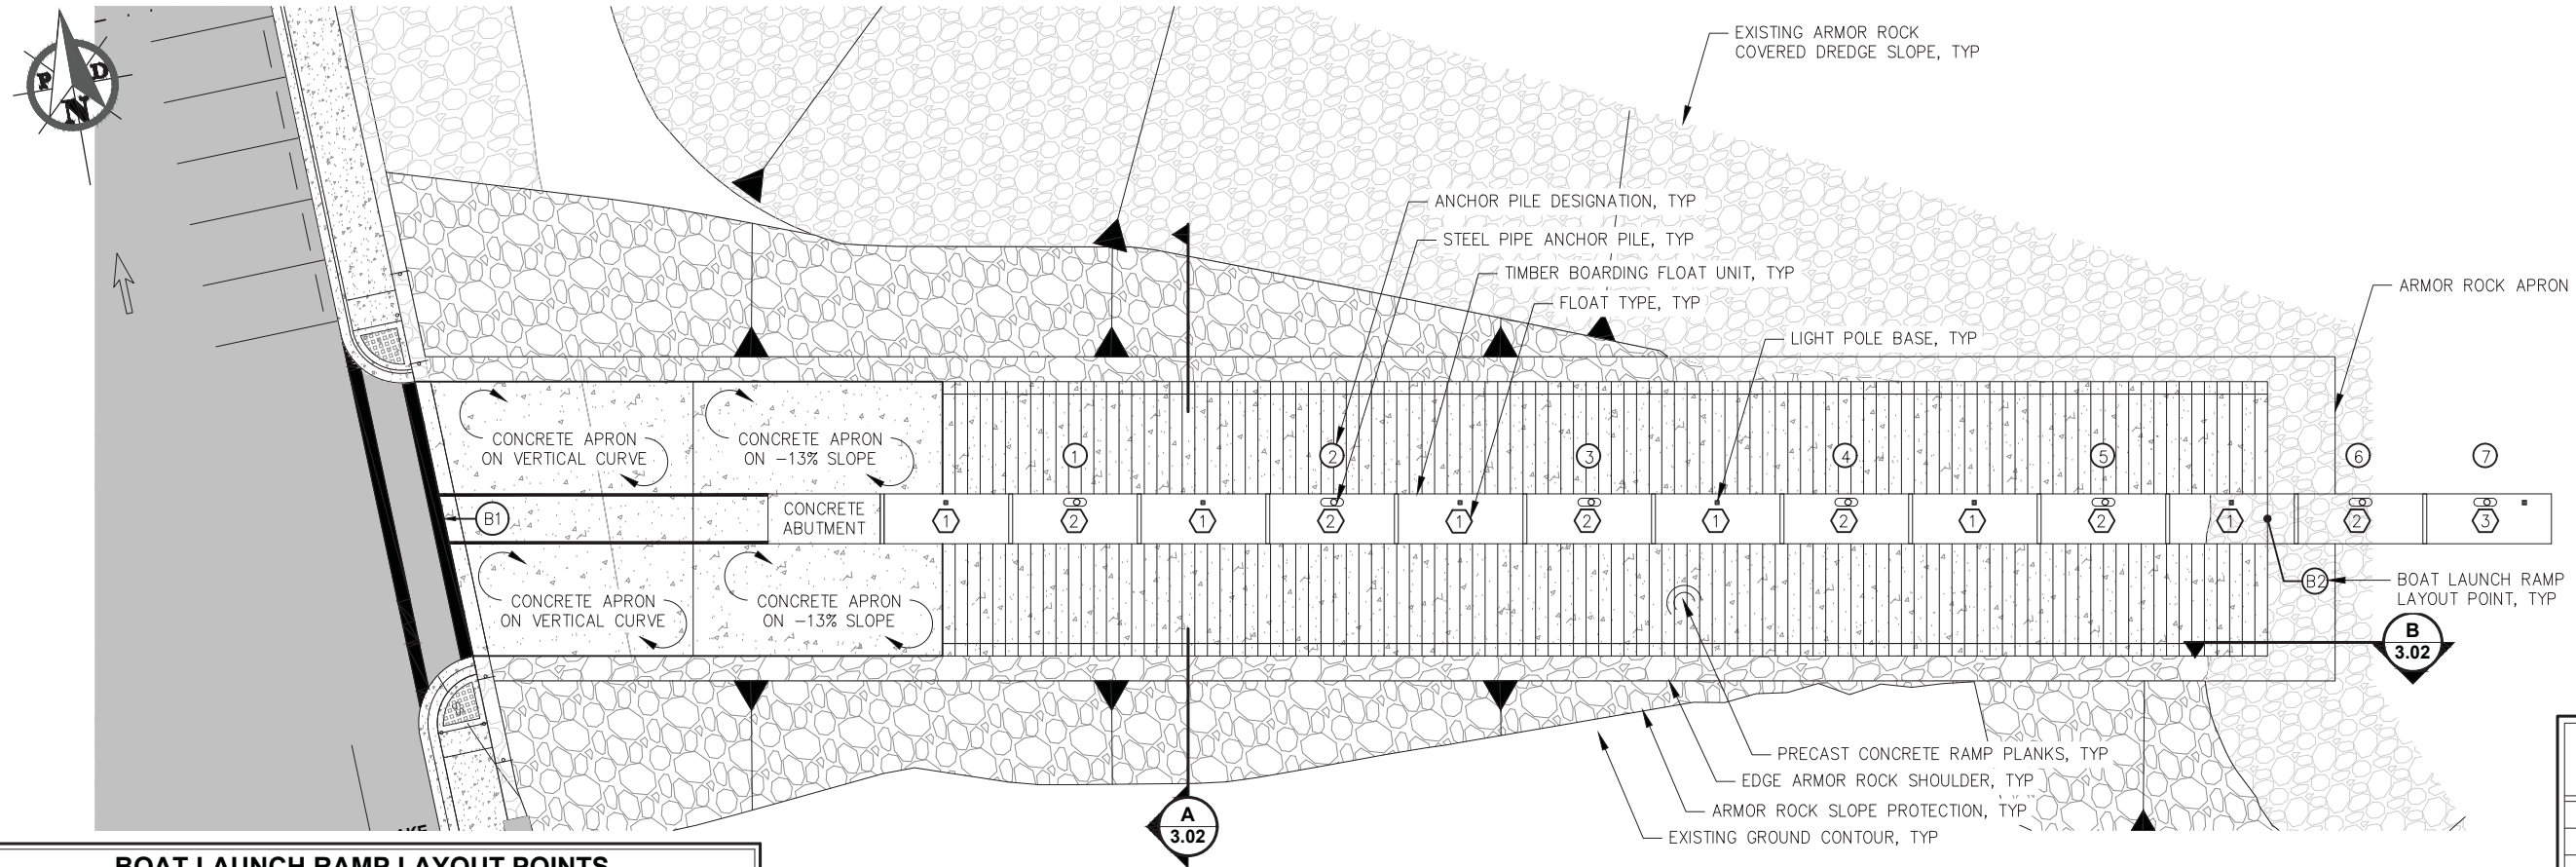 P D
N
EXISTING ARMOR ROCK
COVERED DREDGE SLOPE, TYP
ANCHOR PILE DESIGNATION, TYP
STEEL PIPE ANCHOR PILE, TYP
TIMBER BOARDING FLOAT UNIT, TYP
FLOAT TYPE, TYP
LIGHT POLE BASE, TYP
ARMOR ROCK APRON
CONCRETE APRON
ON VERTICAL CURVE
CONCRETE APRON
ON -13% SLOPE
1 2 3 4 5 6 7
B1
CONCRETE
ABUTMENT
1 2 1 2 1 2 1 2 1 2 1 2 3
B2
BOAT LAUNCH RAMP
LAYOUT POINT, TYP
CONCRETE APRON
ON VERTICAL CURVE
CONCRETE APRON
ON -13% SLOPE
B
3.02
PRECAST CONCRETE RAMP PLANKS, TYP
EDGE ARMOR ROCK SHOULDER, TYP
ARMOR ROCK SLOPE PROTECTION, TYP
EXISTING GROUND CONTOUR, TYP
A
3.02
BOAT LAUNCH RAMP LAYOUT POINTS